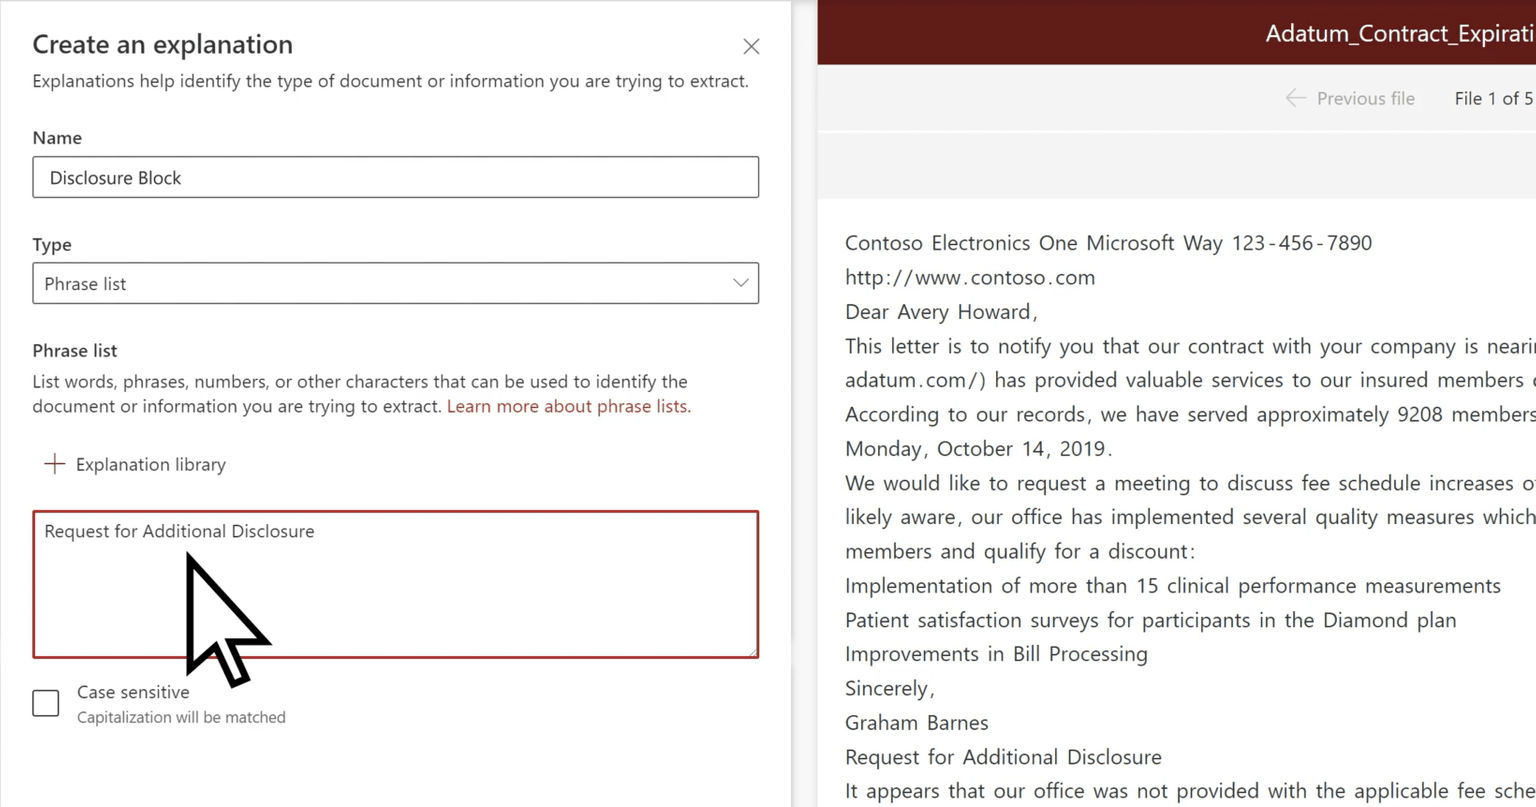 Create an explanation
Explanations help identify the type of document or information you are trying to extract.
Name
Disclosure Block
Type
Phrase list
Phrase list
List words, phrases, numbers, or other characters that can be used to identify the
document or information you are trying to extract. Learn more about phrase lists.
Explanation library
Request for Additional Disclosure
Case sensitive
Capitalization will be matched
Adatum_Contract_Expirati
Previous file File 1 of 5
Contoso Electronics One Microsoft Way 123-456-7890
http://www.contoso.com
Dear Avery Howard,
This letter is to notify you that our contract with your company is
adatum.com/) has provided valuable services to our insured members
According to our records, we have served approximately 9208 members
Monday, October 14, 2019.
We would like to request a meeting to discuss fee schedule increases
likely aware, our office has implemented several quality measures which
members and qualify for a discount:
Implementation of more than 15 clinical performance measurements
Patient satisfaction surveys for participants in the Diamond plan
Improvements in Bill Processing
Sincerely,
Graham Barnes
Request for Additional Disclosure
It appears that our office was not provided with the applicable fee